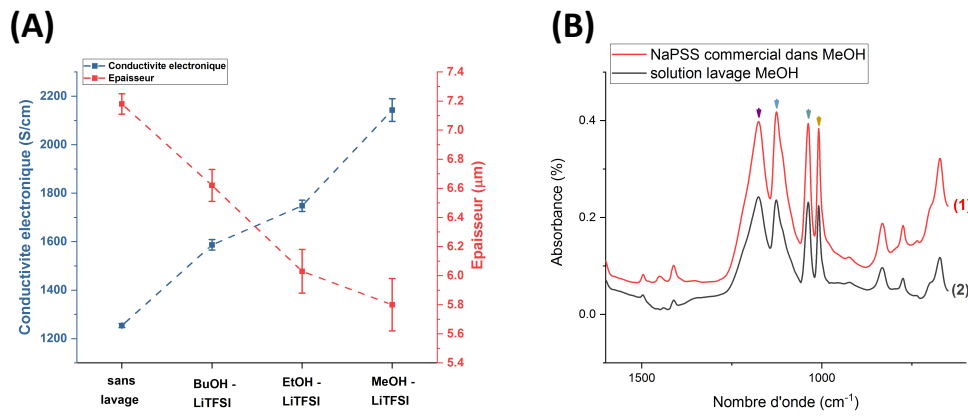 (A)
Conductivite electronique
Epaisseur
Conductivite electronique (S/cm)
2200
2000
1800
1600
1400
1200
7.4
7.2
7.0
6.8
6.6
6.4
6.2
6.0
5.8
5.6
5.4
Epaisseur (µm)
sans
lavage
BuOH -
LiTFSI
EtOH -
LiTFSI
MeOH -
LiTFSI
(B)
NaPSS commercial dans MeOH
solution lavage MeOH
Absorbance (%)
0.4
0.2
0.0
(1)
(2)
1500
1000
Nombre d'onde (cm⁻¹)